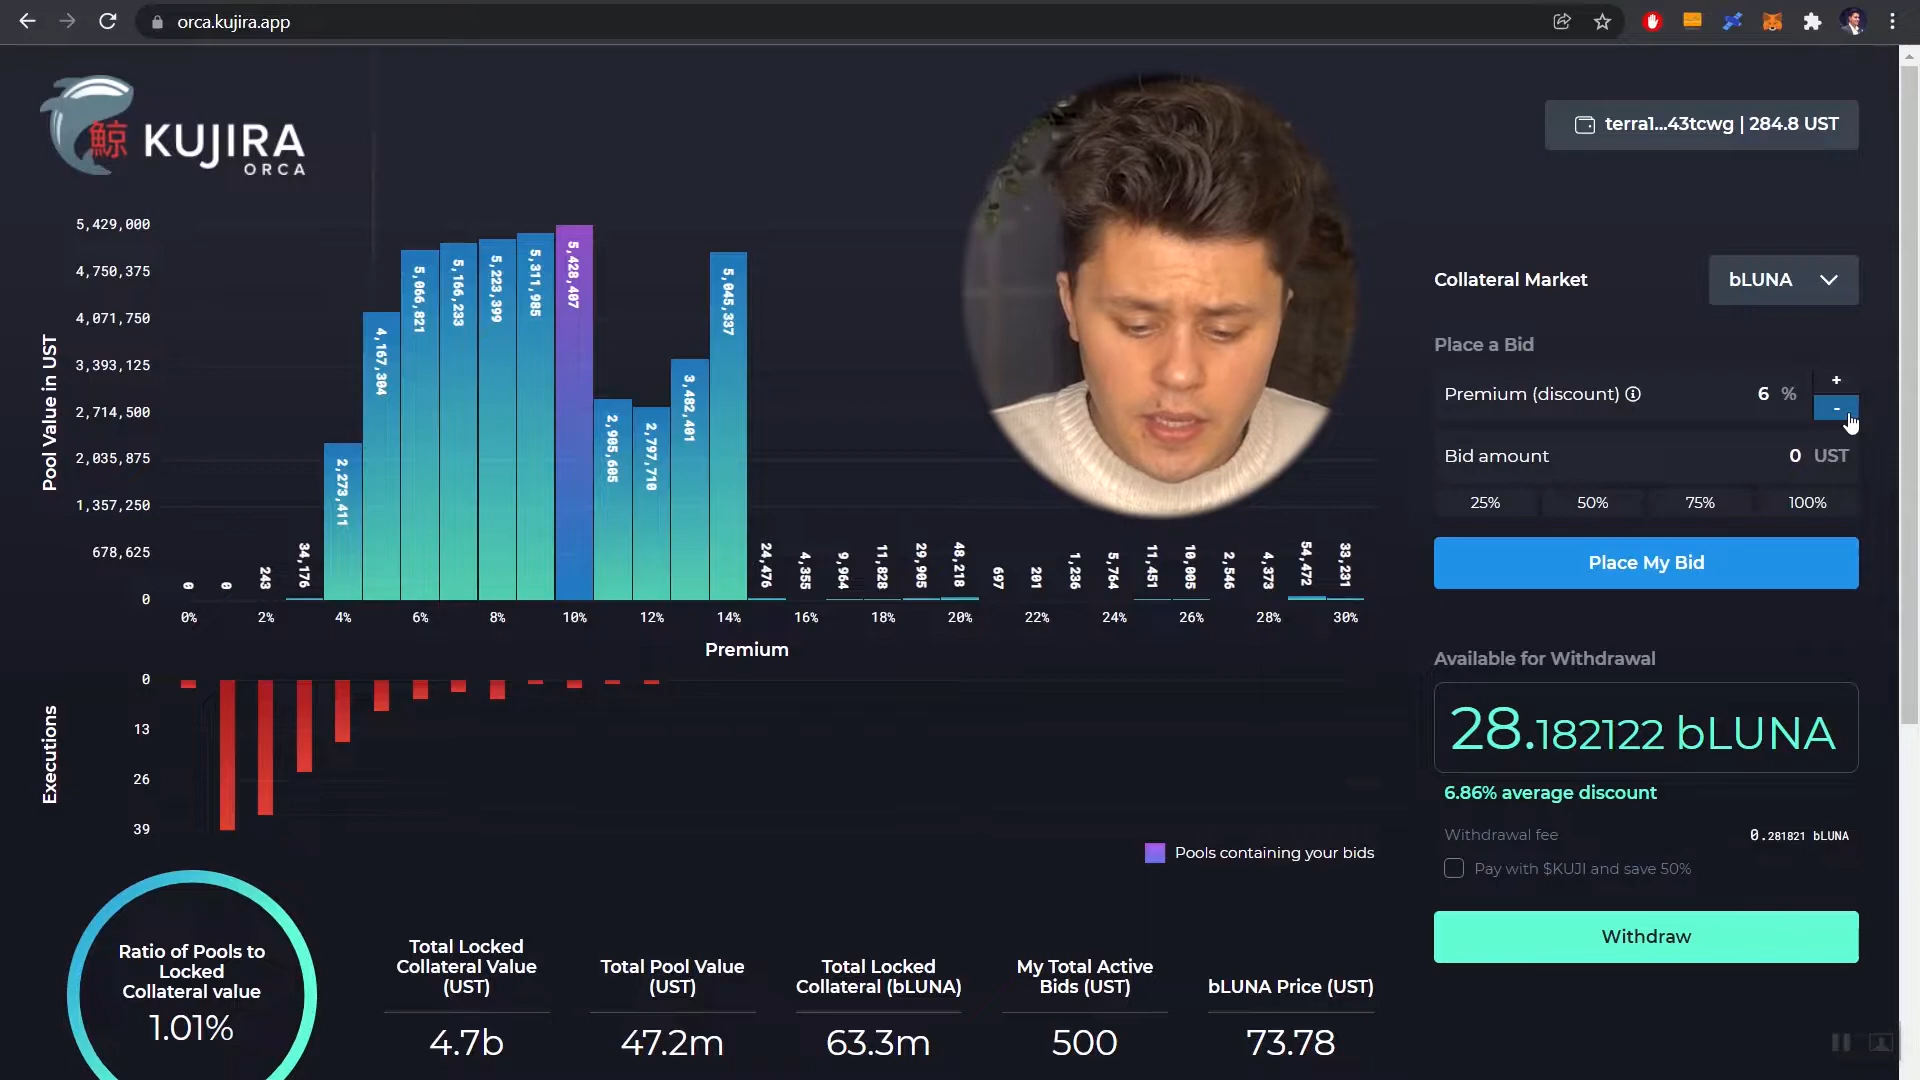 orca.kujira.app
鯨 KUJIRA
ORCA
terra1...43tcwg | 284.8 UST
Pool Value in UST
5,429,000
4,750,375
4,071,750
3,393,125
2,714,500
2,035,875
1,357,250
678,625
0
0
0
243
34,176
2,273,411
4,167,304
5,066,821
5,166,233
5,223,399
5,311,985
5,428,407
2,905,605
2,797,710
3,482,401
5,045,337
24,476
4,355
9,964
11,828
29,905
48,218
697
201
1,236
5,764
11,451
10,005
2,546
4,373
54,472
33,231
0% 2% 4% 6% 8% 10% 12% 14% 16% 18% 20% 22% 24% 26% 28% 30%
Premium
Executions
0
13
26
39
Pools containing your bids
Collateral Market
bLUNA
Place a Bid
Premium (discount)
6 %
+
-
Bid amount
0 UST
25% 50% 75% 100%
Place My Bid
Available for Withdrawal
28.182122 bLUNA
6.86% average discount
Withdrawal fee
0.281821 bLUNA
Pay with $KUJI and save 50%
Withdraw
Ratio of Pools to
Locked
Collateral value
1.01%
Total Locked
Collateral Value
(UST)
4.7b
Total Pool Value
(UST)
47.2m
Total Locked
Collateral (bLUNA)
63.3m
My Total Active
Bids (UST)
500
bLUNA Price (UST)
73.78